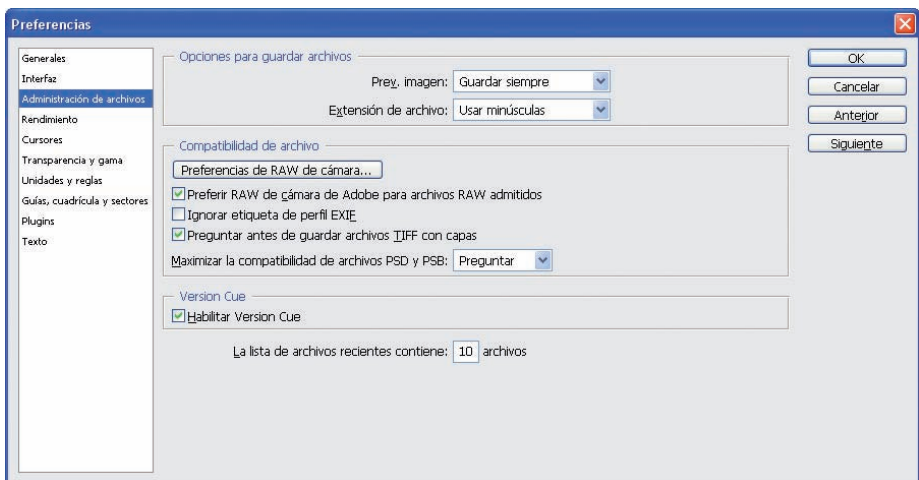 Preferencias
Generales
Interfaz
Administración de archivos
Rendimiento
Cursores
Transparencia y gama
Unidades y reglas
Guías, cuadrícula y sectores
Plugins
Texto
Opciones para guardar archivos
Prev. imagen: Guardar siempre
Extensión de archivo: Usar minúsculas
Compatibilidad de archivo
Preferencias de RAW de cámara...
Preferir RAW de cámara de Adobe para archivos RAW admitidos
Ignorar etiqueta de perfil EXIF
Preguntar antes de guardar archivos TIFF con capas
Maximizar la compatibilidad de archivos PSD y PSB: Preguntar
Version Cue
Habilitar Version Cue
La lista de archivos recientes contiene: 10 archivos
OK
Cancelar
Anterior
Siguiente